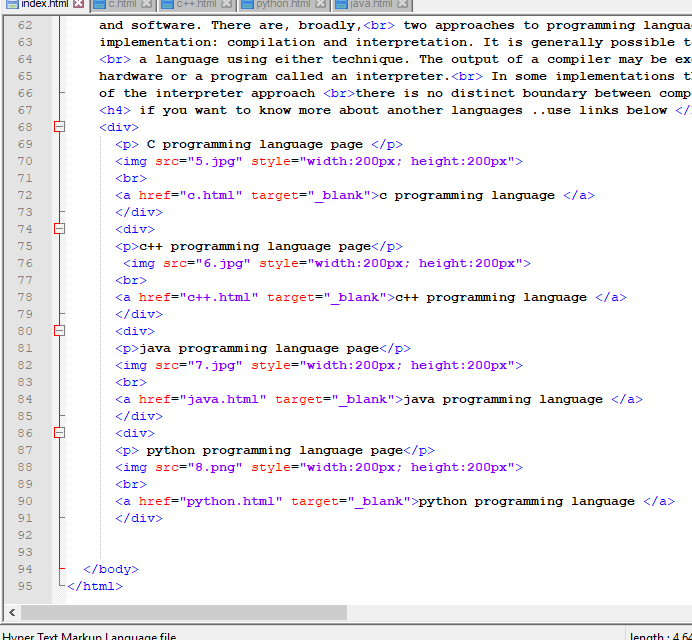 index.html c.html c++.html python.html java.html
62 and software. There are, broadly,<br> two approaches to programming
63 implementation: compilation and interpretation. It is generally possible
64 <br> a language using either technique. The output of a compiler may be
65 hardware or a program called an interpreter.<br> In some implementations
66 of the interpreter approach <br>there is no distinct boundary between
67 <h4> if you want to know more about another languages ..use links below </
68 <div>
69 <p> C programming language page </p>
70 <img src="5.jpg" style="width:200px; height:200px">
71 <br>
72 <a href="c.html" target="_blank">c programming language </a>
73 </div>
74 <div>
75 <p>c++ programming language page</p>
76 <img src="6.jpg" style="width:200px; height:200px">
77 <br>
78 <a href="c++.html" target="_blank">c++ programming language </a>
79 </div>
80 <div>
81 <p>java programming language page</p>
82 <img src="7.jpg" style="width:200px; height:200px">
83 <br>
84 <a href="java.html" target="_blank">java programming language </a>
85 </div>
86 <div>
87 <p> python programming language page</p>
88 <img src="8.png" style="width:200px; height:200px">
89 <br>
90 <a href="python.html" target="_blank">python programming language </a>
91 </div>
92
93
94 </body>
95 </html>
Hyper Text Markup Language file length :